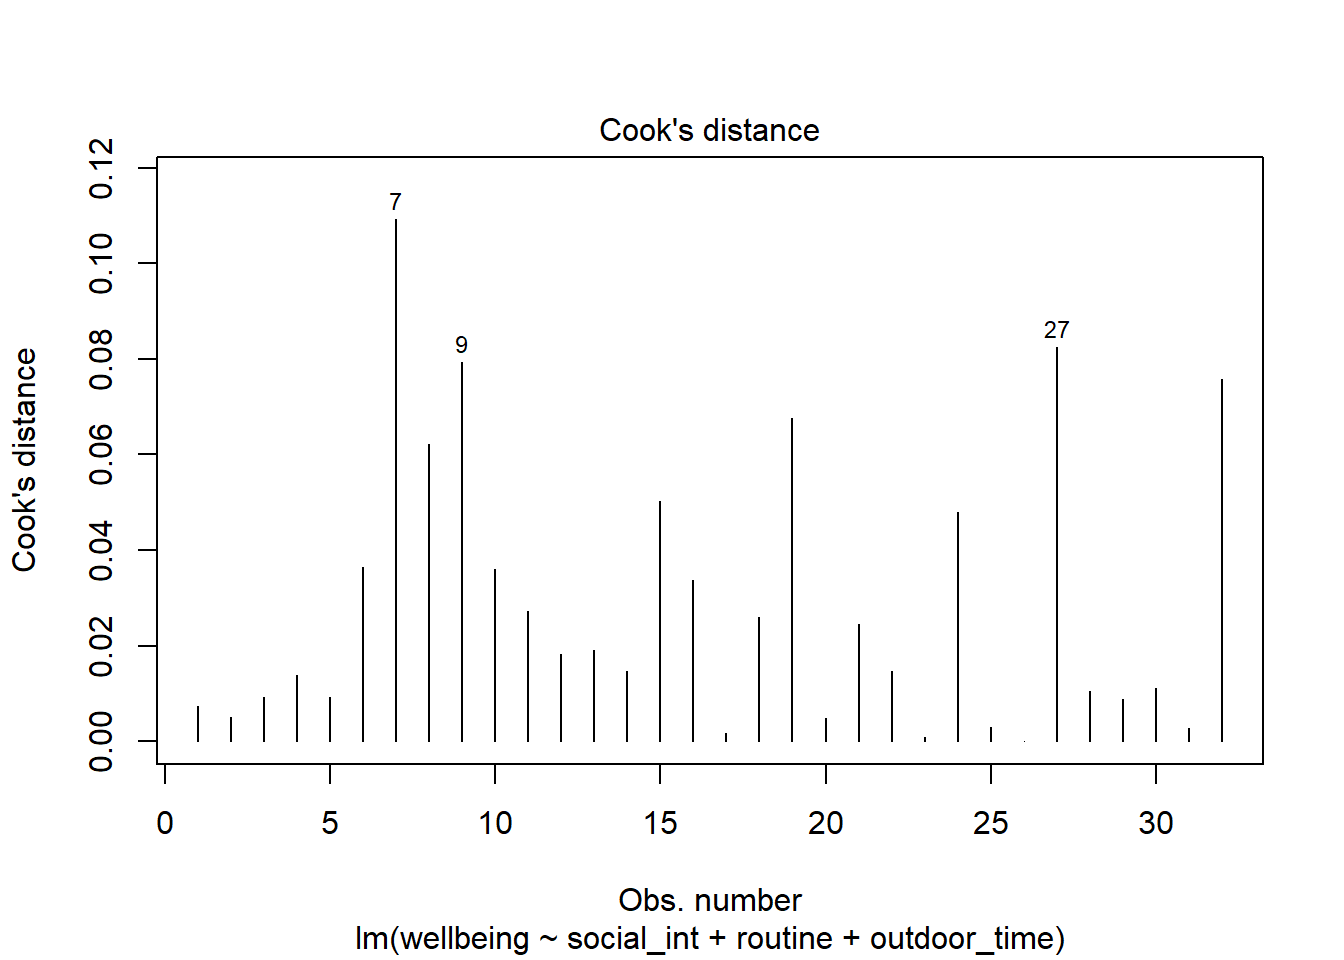 Cook's distance
0.12
0.10
0.08
0.06
0.04
0.02
0.00
Cook's distance
7
9
27
0 5 10 15 20 25 30
Obs. number
lm(wellbeing ~ social_int + routine + outdoor_time)